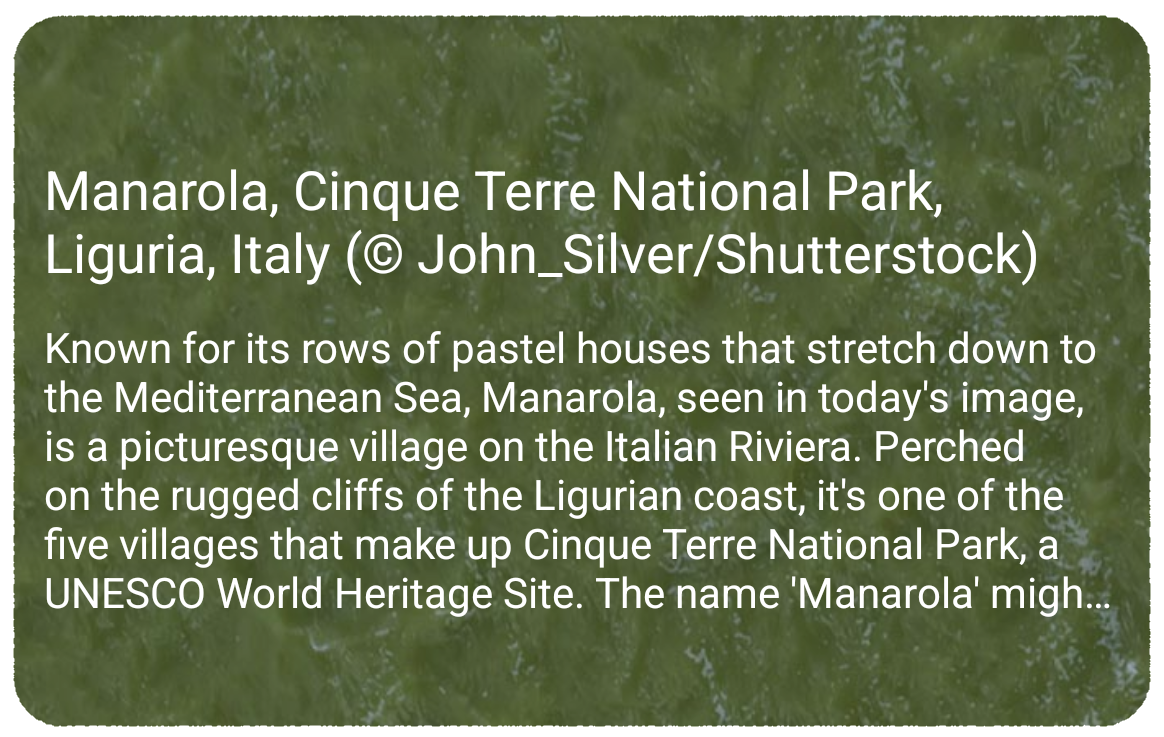 Manarola, Cinque Terre National Park,
Liguria, Italy (© John_Silver/Shutterstock)
Known for its rows of pastel houses that stretch down to
the Mediterranean Sea, Manarola, seen in today's image,
is a picturesque village on the Italian Riviera. Perched
on the rugged cliffs of the Ligurian coast, it's one of the
five villages that make up Cinque Terre National Park, a
UNESCO World Heritage Site. The name 'Manarola' migh…